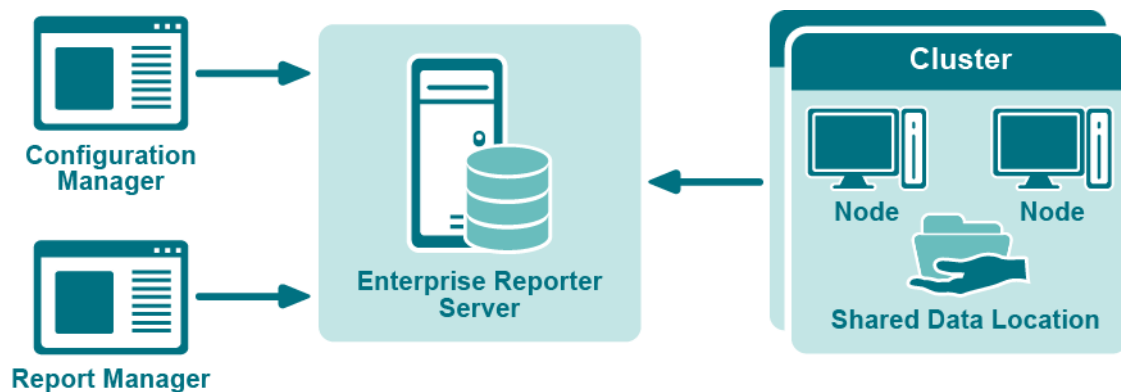 Configuration
Manager
Report Manager
Enterprise Reporter
Server
Cluster
Node
Node
Shared Data Location